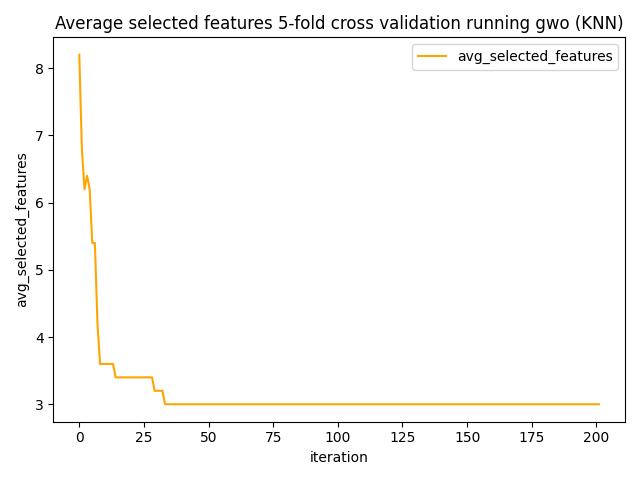 Average selected features 5-fold cross validation running gwo (KNN)
avg_selected_features
8
7
6
5
4
3
avg_selected_features
0 25 50 75 100 125 150 175 200
iteration